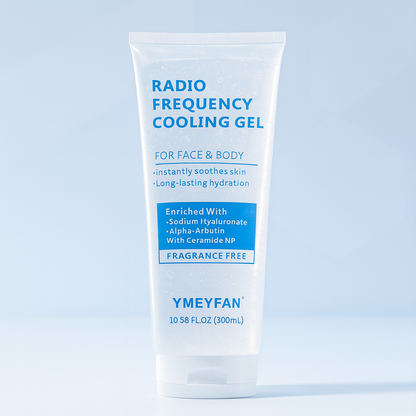 RADIO
FREQUENCY
COOLING GEL
FOR FACE & BODY
·instantly soothes skin
·Long-lasting hydration
Enriched With
·Sodium Hyaluronate
·Alpha-Arbutin
With Ceramide NP
FRAGRANCE FREE
YMEYFAN®
10 58 FL.OZ (300mL)